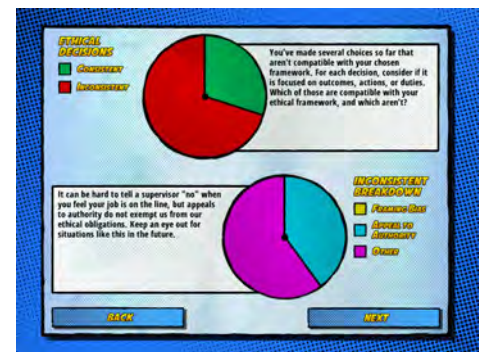 ETHICAL
DECISIONS
CONSISTENT
INCONSISTENT
You've made several choices so far that
aren't compatible with your chosen
framework. For each decision, consider if it
is focused on outcomes, actions, or duties.
Which of those are compatible with your
ethical framework, and which aren't?
It can be hard to tell a supervisor "no" when
you feel your job is on the line, but appeals
to authority do not exempt us from our
ethical obligations. Keep an eye out for
situations like this in the future.
INCONSISTENT
BREAKDOWN
FRAMING BIAS
APPEAL TO
AUTHORITY
OTHER
BACK
NEXT